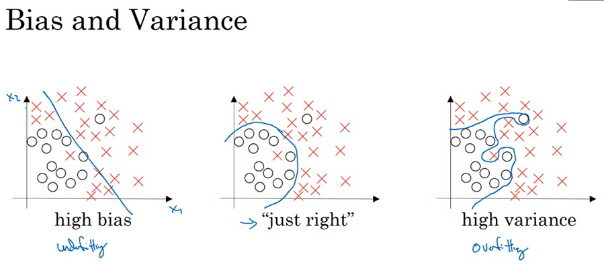 Bias and Variance
x₂
x₁
high bias
underfitting
→ "just right"
high variance
overfitting